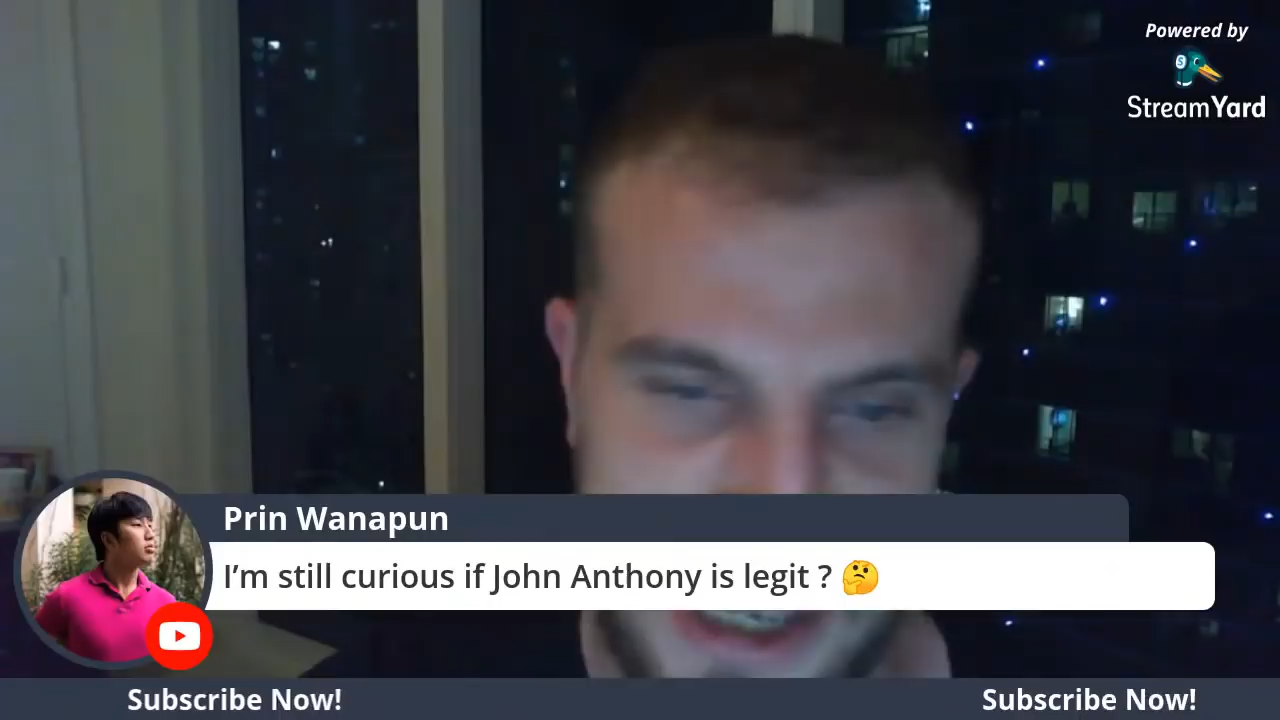 Powered by
StreamYard
Prin Wanapun
I’m still curious if John Anthony is legit ? 🤔
Subscribe Now!
Subscribe Now!